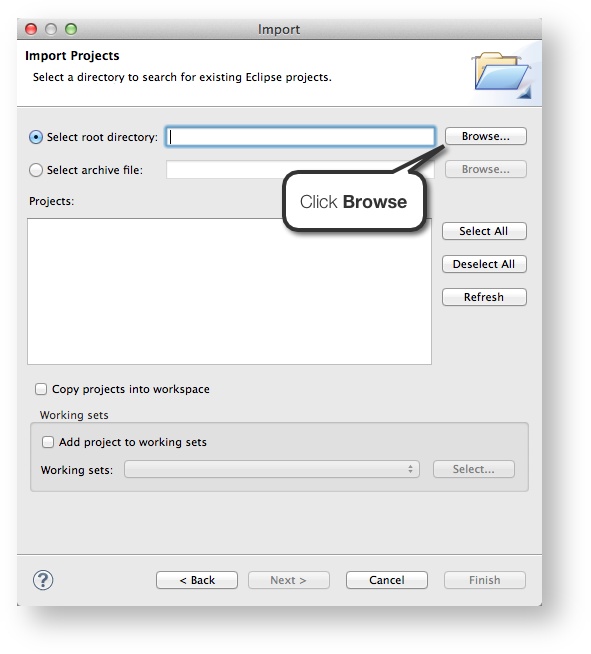 Import
Import Projects
Select a directory to search for existing Eclipse projects.
Select root directory:
Browse...
Select archive file:
Browse...
Click Browse
Projects:
Select All
Deselect All
Refresh
Copy projects into workspace
Working sets
Add project to working sets
Working sets:
Select...
?
< Back
Next >
Cancel
Finish